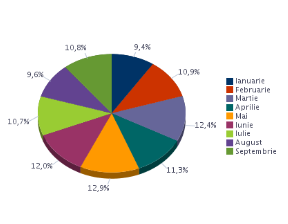 10,8%
9,4%
9,6%
10,9%
10,7%
12,4%
12,0%
11,3%
12,9%
Ianuarie
Februarie
Martie
Aprilie
Mai
Iunie
Iulie
August
Septembrie